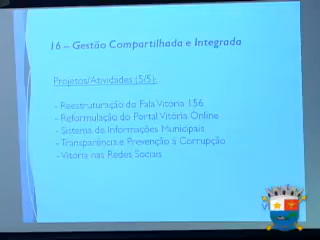 16 – Gestão Compartilhada e Integrada
Projetos/Atividades (5/5):
- Reestruturação do Fala Vitória 156
- Reformulação do Portal Vitória Online
- Sistema de Informações Municipais
- Transparência e Prevenção à Corrupção
- Vitória nas Redes Sociais